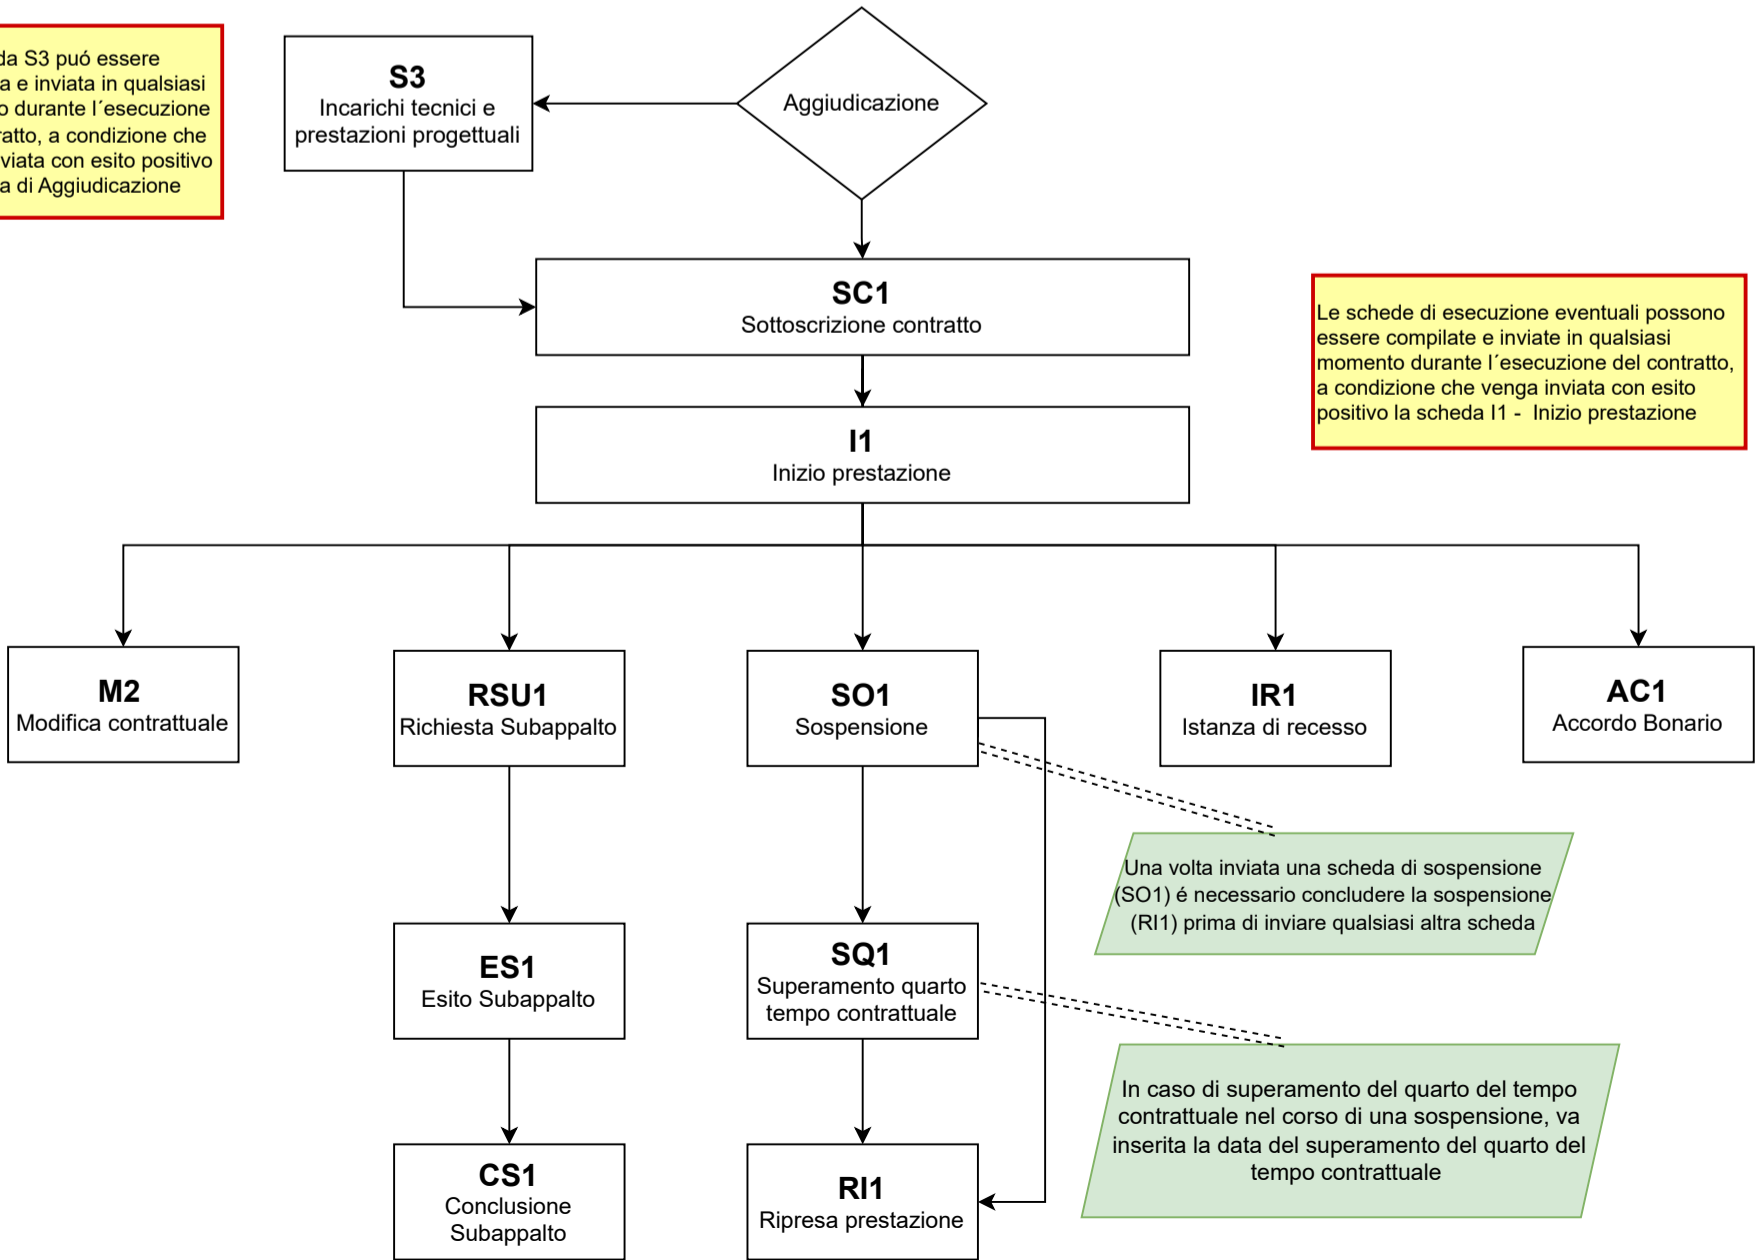 da S3 puó essere
a e inviata in qualsiasi
o durante l´esecuzione
ratto, a condizione che
viata con esito positivo
a di Aggiudicazione
S3
Incarichi tecnici e
prestazioni progettuali
Aggiudicazione
SC1
Sottoscrizione contratto
Le schede di esecuzione eventuali possono
essere compilate e inviate in qualsiasi
momento durante l´esecuzione del contratto,
a condizione che venga inviata con esito
positivo la scheda I1 - Inizio prestazione
I1
Inizio prestazione
M2
Modifica contrattuale
RSU1
Richiesta Subappalto
SO1
Sospensione
IR1
Istanza di recesso
AC1
Accordo Bonario
Una volta inviata una scheda di sospensione
(SO1) é necessario concludere la sospensione
(RI1) prima di inviare qualsiasi altra scheda
ES1
Esito Subappalto
SQ1
Superamento quarto
tempo contrattuale
In caso di superamento del quarto del tempo
contrattuale nel corso di una sospensione, va
inserita la data del superamento del quarto del
tempo contrattuale
CS1
Conclusione
Subappalto
RI1
Ripresa prestazione